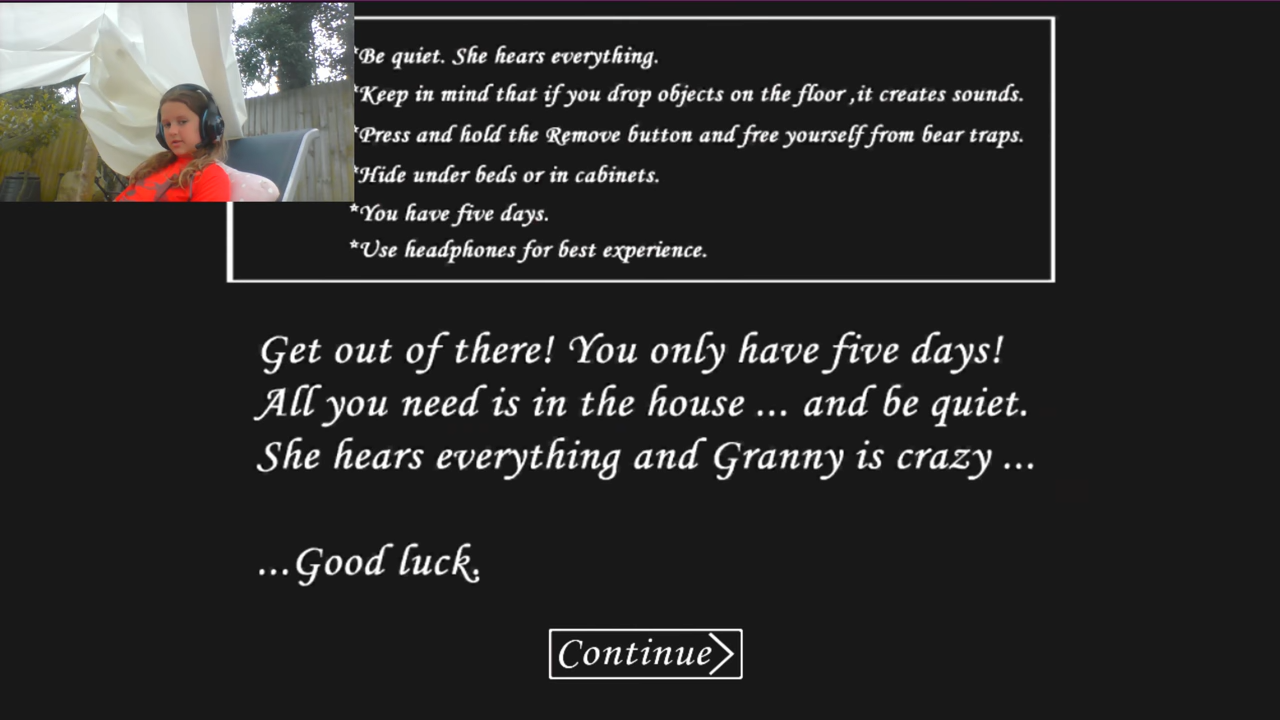 *Be quiet. She hears everything.
*Keep in mind that if you drop objects on the floor ,it creates sounds.
*Press and hold the Remove button and free yourself from bear traps.
*Hide under beds or in cabinets.
*You have five days.
*Use headphones for best experience.
Get out of there! You only have five days!
All you need is in the house ... and be quiet.
She hears everything and Granny is crazy ...
...Good luck.
Continue>